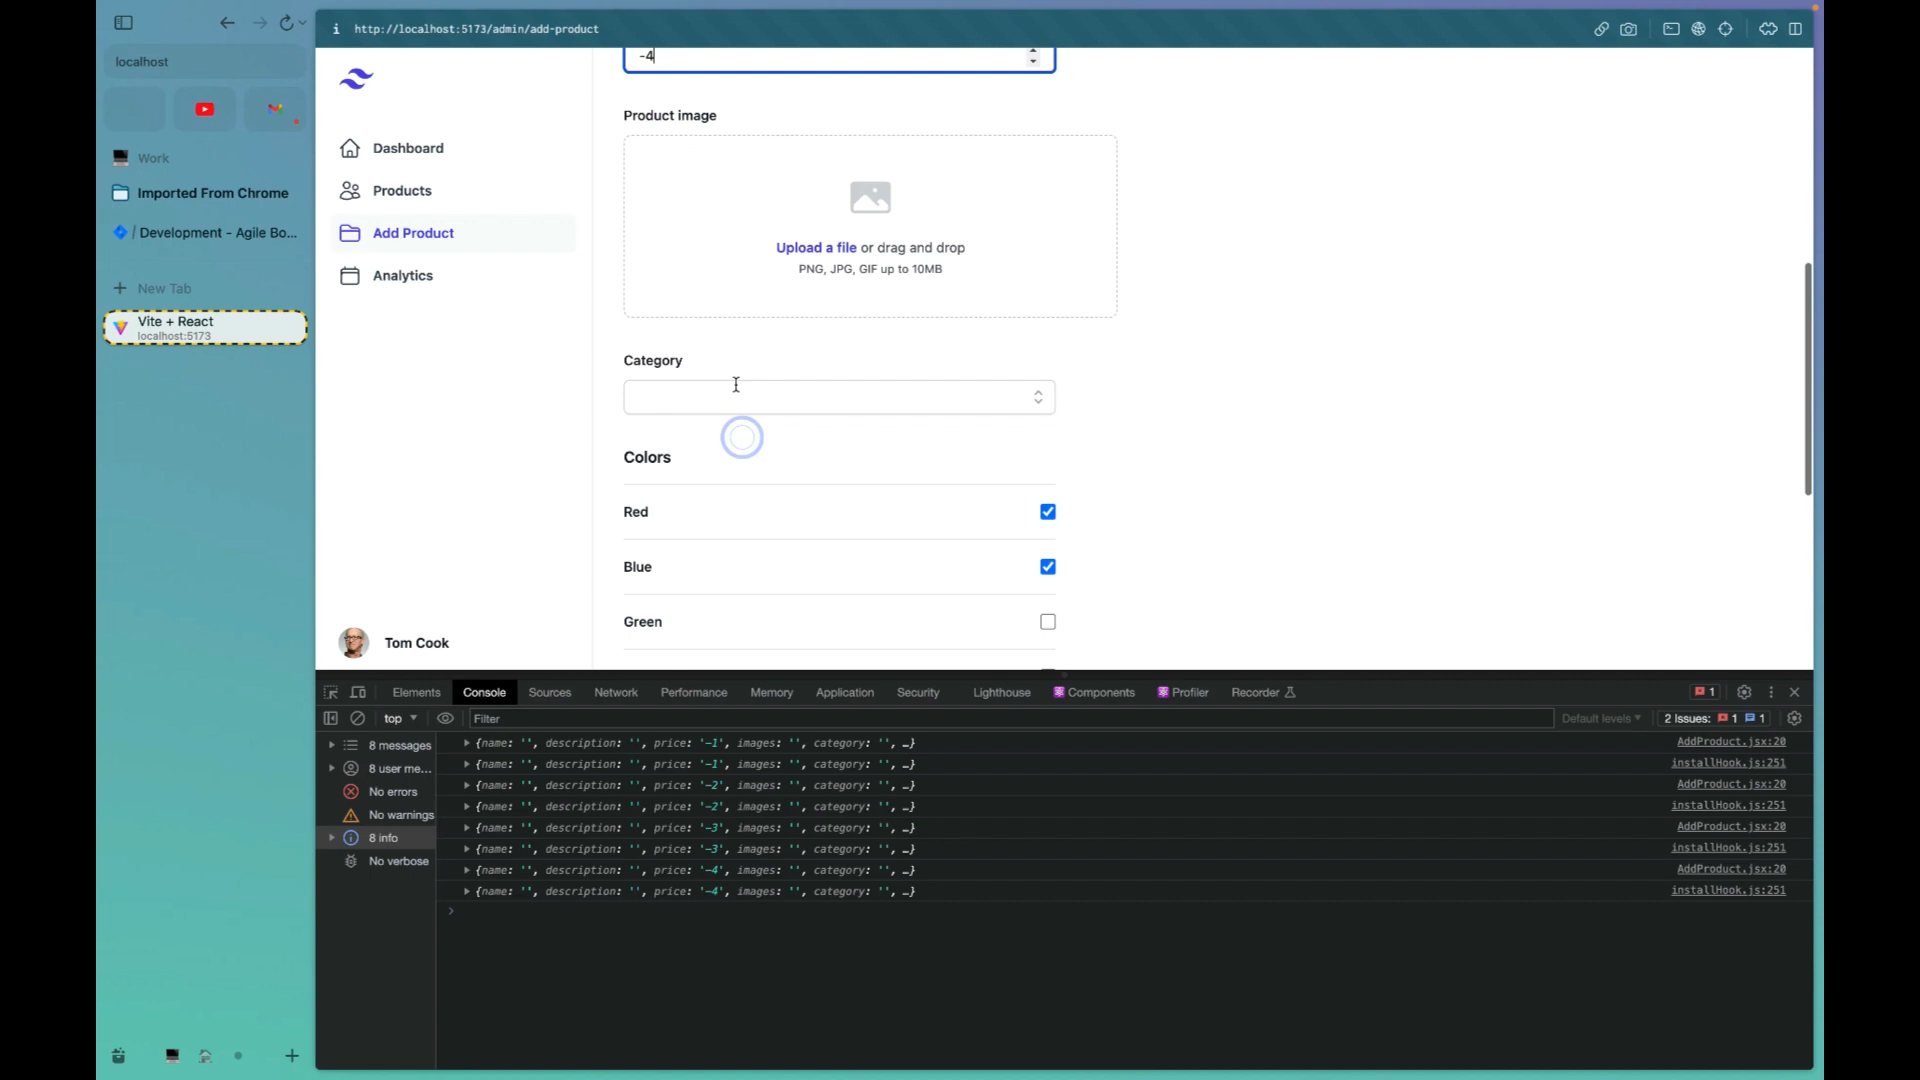 localhost
http://localhost:5173/admin/add-product
Work
Imported From Chrome
/ Development - Agile Bo...
New Tab
Vite + React
localhost:5173
Dashboard
Products
Add Product
Analytics
Tom Cook
-4
Product image
Upload a file or drag and drop
PNG, JPG, GIF up to 10MB
Category
Colors
Red
Blue
Green
Elements Console Sources Network Performance Memory Application Security Lighthouse Components Profiler Recorder 1
top Filter Default levels 2 Issues: 1 1
8 messages
8 user me...
No errors
No warnings
8 info
No verbose
{name: '', description: '', price: '-1', images: '', category: '', …} AddProduct.jsx:20
{name: '', description: '', price: '-1', images: '', category: '', …} installHook.js:251
{name: '', description: '', price: '-2', images: '', category: '', …} AddProduct.jsx:20
{name: '', description: '', price: '-2', images: '', category: '', …} installHook.js:251
{name: '', description: '', price: '-3', images: '', category: '', …} AddProduct.jsx:20
{name: '', description: '', price: '-3', images: '', category: '', …} installHook.js:251
{name: '', description: '', price: '-4', images: '', category: '', …} AddProduct.jsx:20
{name: '', description: '', price: '-4', images: '', category: '', …} installHook.js:251